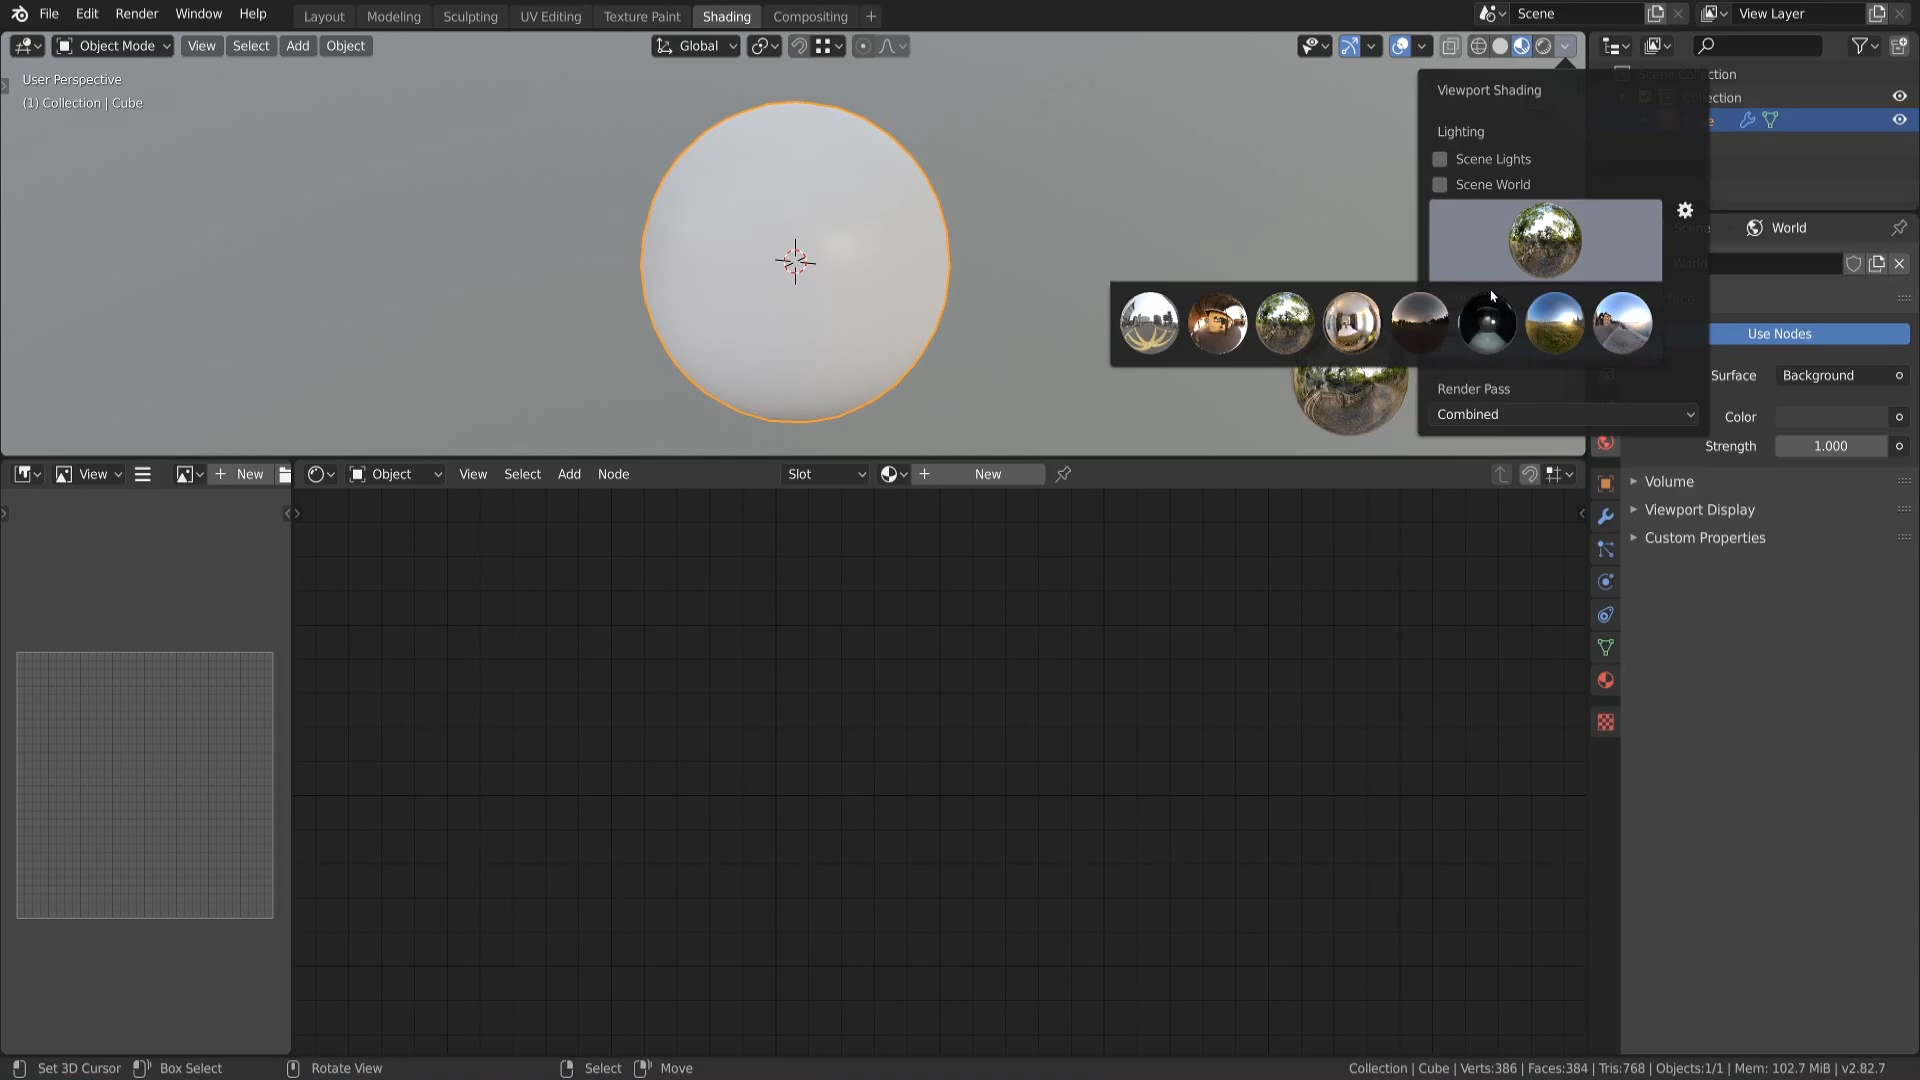 File Edit Render Window Help
Layout Modeling Sculpting UV Editing Texture Paint Shading Compositing +
Scene
View Layer
Object Mode View Select Add Object
Global
User Perspective
(1) Collection | Cube
Viewport Shading
Lighting
Scene Lights
Scene World
Render Pass
Combined
Scene Collection
Collection
World
Use Nodes
Surface Background
Color
Strength 1.000
Volume
Viewport Display
Custom Properties
View
+ New
Object View Select Add Node
Slot
+ New
Set 3D Cursor Box Select Rotate View Select Move
Collection | Cube | Verts:386 | Faces:384 | Tris:768 | Objects:1/1 | Mem: 102.7 MiB | v2.82.7